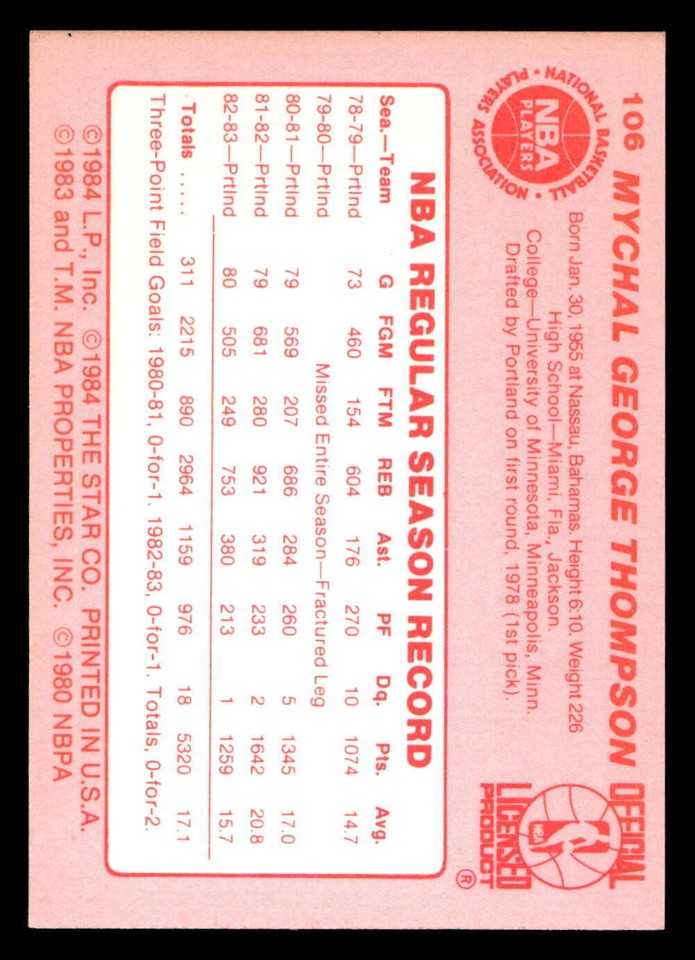 106 MYCHAL GEORGE THOMPSON
NATIONAL BASKETBALL
PLAYERS ASSOCIATION
NBA
PLAYERS
Born Jan. 30, 1955 at Nassau, Bahamas. Height 6:10. Weight 226
High School—Miami, Fla., Jackson.
College—University of Minnesota, Minneapolis, Minn.
Drafted by Portland on first round, 1978 (1st pick).
OFFICIAL
NBA
LICENSED
PRODUCT
®
NBA REGULAR SEASON RECORD
Sea.—Team G FGM FTM REB Ast. PF Dq. Pts. Avg.
78-79—Prtlnd 73 460 154 604 176 270 10 1074 14.7
79-80—Prtlnd Missed Entire Season—Fractured Leg
80-81—Prtlnd 79 569 207 686 284 260 5 1345 17.0
81-82—Prtlnd 79 681 280 921 319 233 2 1642 20.8
82-83—Prtlnd 80 505 249 753 380 213 1 1259 15.7
Totals ..... 311 2215 890 2964 1159 976 18 5320 17.1
Three-Point Field Goals: 1980-81, 0-for-1. 1982-83, 0-for-1. Totals, 0-for-2.
©1984 L.P., Inc. ©1984 THE STAR CO. PRINTED IN U.S.A.
©1983 and T.M. NBA PROPERTIES, INC. ©1980 NBPA